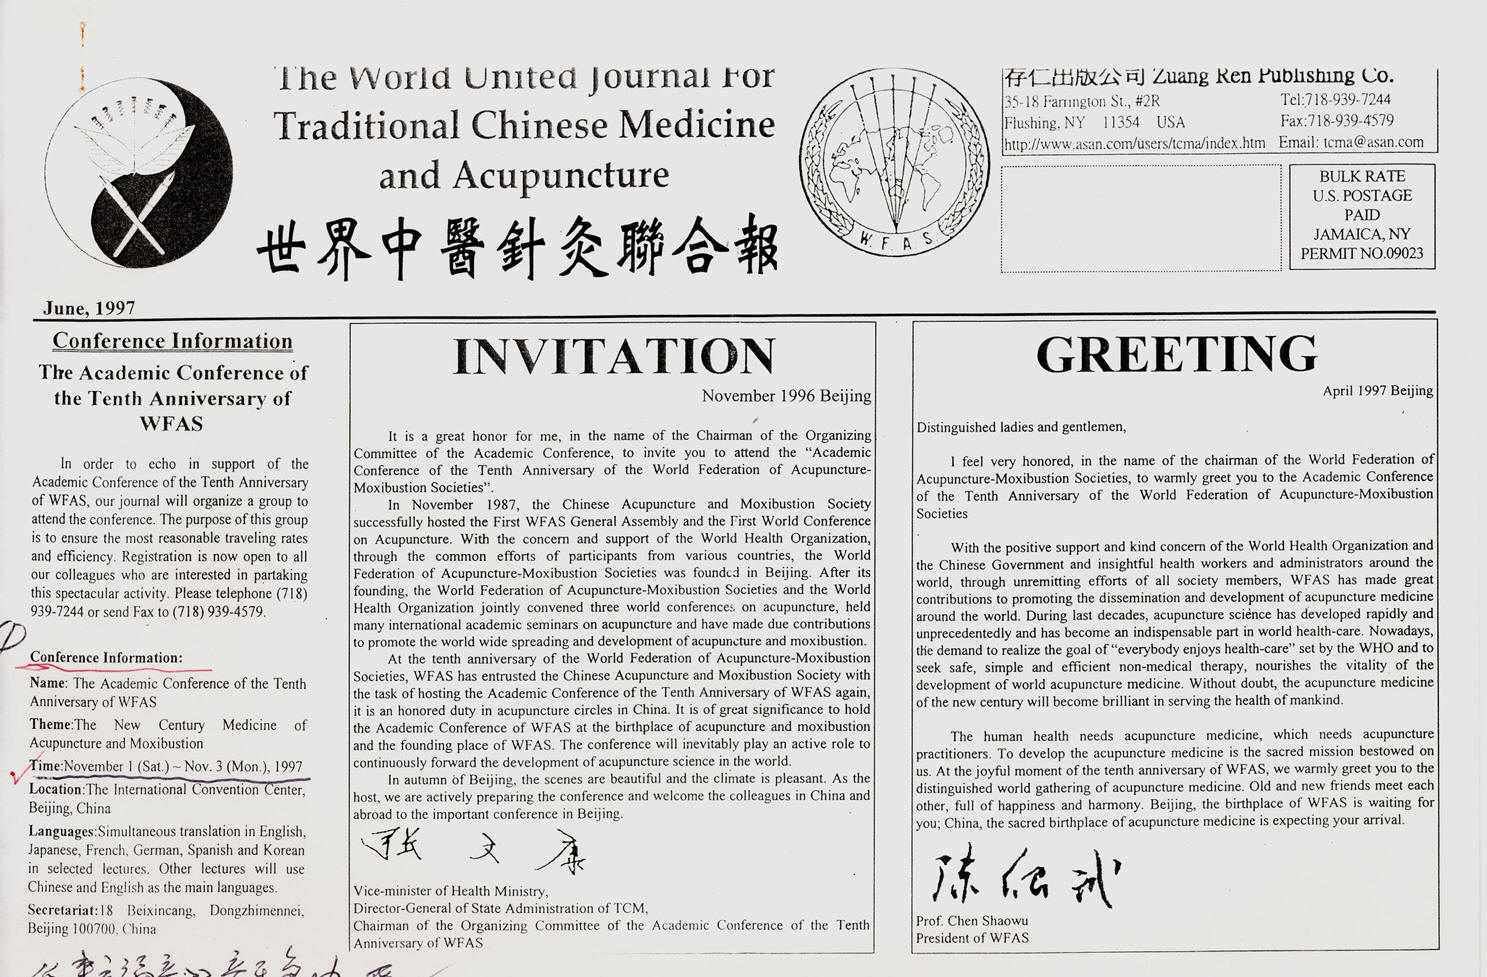 The World United Journal For
Traditional Chinese Medicine
and Acupuncture
世界中醫針灸聯合報
W. F. A. S.
存仁出版公司 Zuang Ren Publishing Co.
35-18 Farrington St., #2R Tel:718-939-7244
Flushing, NY 11354 USA Fax:718-939-4579
http://www.asan.com/users/tcma/index.htm Email: tcma@asan.com
BULK RATE
U.S. POSTAGE
PAID
JAMAICA, NY
PERMIT NO.09023
June, 1997
Conference Information
The Academic Conference of
the Tenth Anniversary of
WFAS
In order to echo in support of the
Academic Conference of the Tenth Anniversary
of WFAS, our journal will organize a group to
attend the conference. The purpose of this group
is to ensure the most reasonable traveling rates
and efficiency. Registration is now open to all
our colleagues who are interested in partaking
this spectacular activity. Please telephone (718)
939-7244 or send Fax to (718) 939-4579.
Conference Information:
Name: The Academic Conference of the Tenth
Anniversary of WFAS
Theme:The New Century Medicine of
Acupuncture and Moxibustion
Time:November 1 (Sat.) ~ Nov. 3 (Mon.), 1997
Location:The International Convention Center,
Beijing, China
Languages:Simultaneous translation in English,
Japanese, French, German, Spanish and Korean
in selected lectures. Other lectures will use
Chinese and English as the main languages.
Secretariat:18 Beixincang, Dongzhimennei,
Beijing 100700, China
INVITATION
November 1996 Beijing
It is a great honor for me, in the name of the Chairman of the Organizing
Committee of the Academic Conference, to invite you to attend the “Academic
Conference of the Tenth Anniversary of the World Federation of Acupuncture-
Moxibustion Societies”.
In November 1987, the Chinese Acupuncture and Moxibustion Society
successfully hosted the First WFAS General Assembly and the First World Conference
on Acupuncture. With the concern and support of the World Health Organization,
through the common efforts of participants from various countries, the World
Federation of Acupuncture-Moxibustion Societies was founded in Beijing. After its
founding, the World Federation of Acupuncture-Moxibustion Societies and the World
Health Organization jointly convened three world conferences on acupuncture, held
many international academic seminars on acupuncture and have made due contributions
to promote the world wide spreading and development of acupuncture and moxibustion.
At the tenth anniversary of the World Federation of Acupuncture-Moxibustion
Societies, WFAS has entrusted the Chinese Acupuncture and Moxibustion Society with
the task of hosting the Academic Conference of the Tenth Anniversary of WFAS again,
it is an honored duty in acupuncture circles in China. It is of great significance to hold
the Academic Conference of WFAS at the birthplace of acupuncture and moxibustion
and the founding place of WFAS. The conference will inevitably play an active role to
continuously forward the development of acupuncture science in the world.
In autumn of Beijing, the scenes are beautiful and the climate is pleasant. As the
host, we are actively preparing the conference and welcome the colleagues in China and
abroad to the important conference in Beijing.
张文康
Vice-minister of Health Ministry,
Director-General of State Administration of TCM,
Chairman of the Organizing Committee of the Academic Conference of the Tenth
Anniversary of WFAS
GREETING
April 1997 Beijing
Distinguished ladies and gentlemen,
I feel very honored, in the name of the chairman of the World Federation of
Acupuncture-Moxibustion Societies, to warmly greet you to the Academic Conference
of the Tenth Anniversary of the World Federation of Acupuncture-Moxibustion
Societies
With the positive support and kind concern of the World Health Organization and
the Chinese Government and insightful health workers and administrators around the
world, through unremitting efforts of all society members, WFAS has made great
contributions to promoting the dissemination and development of acupuncture medicine
around the world. During last decades, acupuncture science has developed rapidly and
unprecedentedly and has become an indispensable part in world health-care. Nowadays,
the demand to realize the goal of “everybody enjoys health-care” set by the WHO and to
seek safe, simple and efficient non-medical therapy, nourishes the vitality of the
development of world acupuncture medicine. Without doubt, the acupuncture medicine
of the new century will become brilliant in serving the health of mankind.
The human health needs acupuncture medicine, which needs acupuncture
practitioners. To develop the acupuncture medicine is the sacred mission bestowed on
us. At the joyful moment of the tenth anniversary of WFAS, we warmly greet you to the
distinguished world gathering of acupuncture medicine. Old and new friends meet each
other, full of happiness and harmony. Beijing, the birthplace of WFAS is waiting for
you; China, the sacred birthplace of acupuncture medicine is expecting your arrival.
陈绍武
Prof. Chen Shaowu
President of WFAS